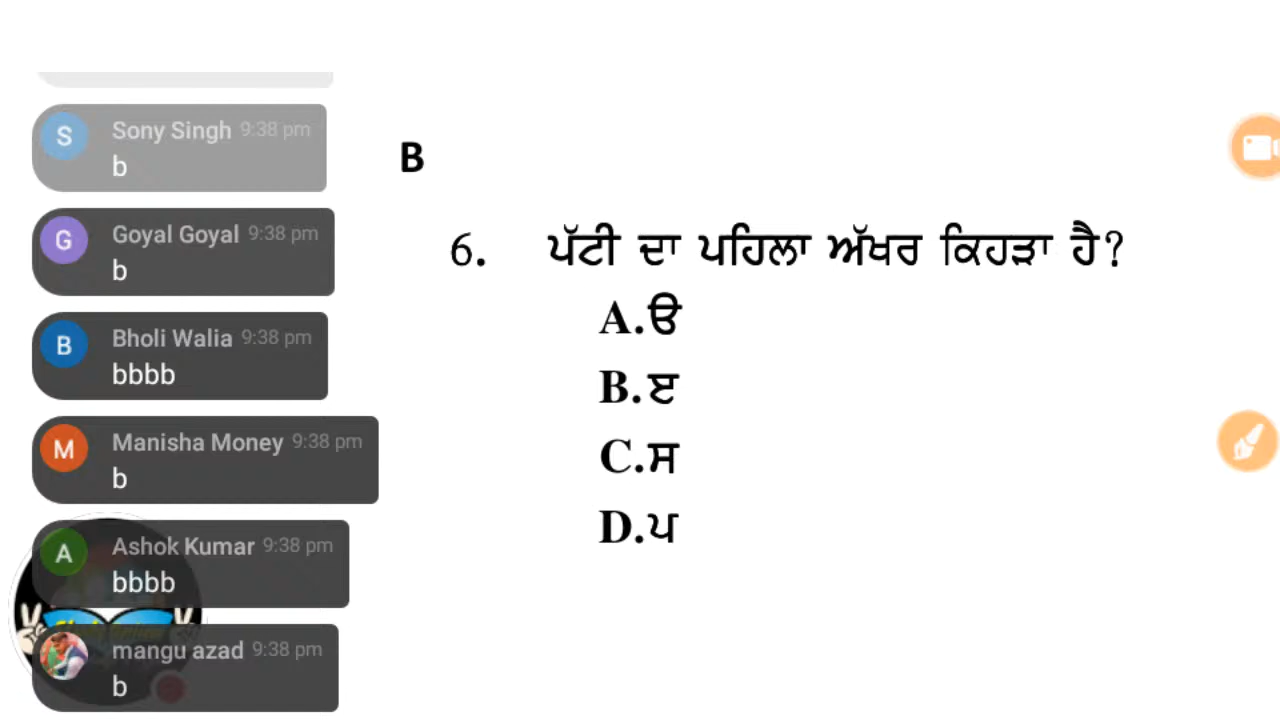 S Sony Singh 9:38 pm
b
G Goyal Goyal 9:38 pm
b
B Bholi Walia 9:38 pm
bbbb
M Manisha Money 9:38 pm
b
A Ashok Kumar 9:38 pm
bbbb
mangu azad 9:38 pm
b
B
6. ਪੱਟੀ ਦਾ ਪਹਿਲਾ ਅੱਖਰ ਕਿਹੜਾ ਹੈ?
A.ੳ
B.ੲ
C.ਸ
D.ਪ